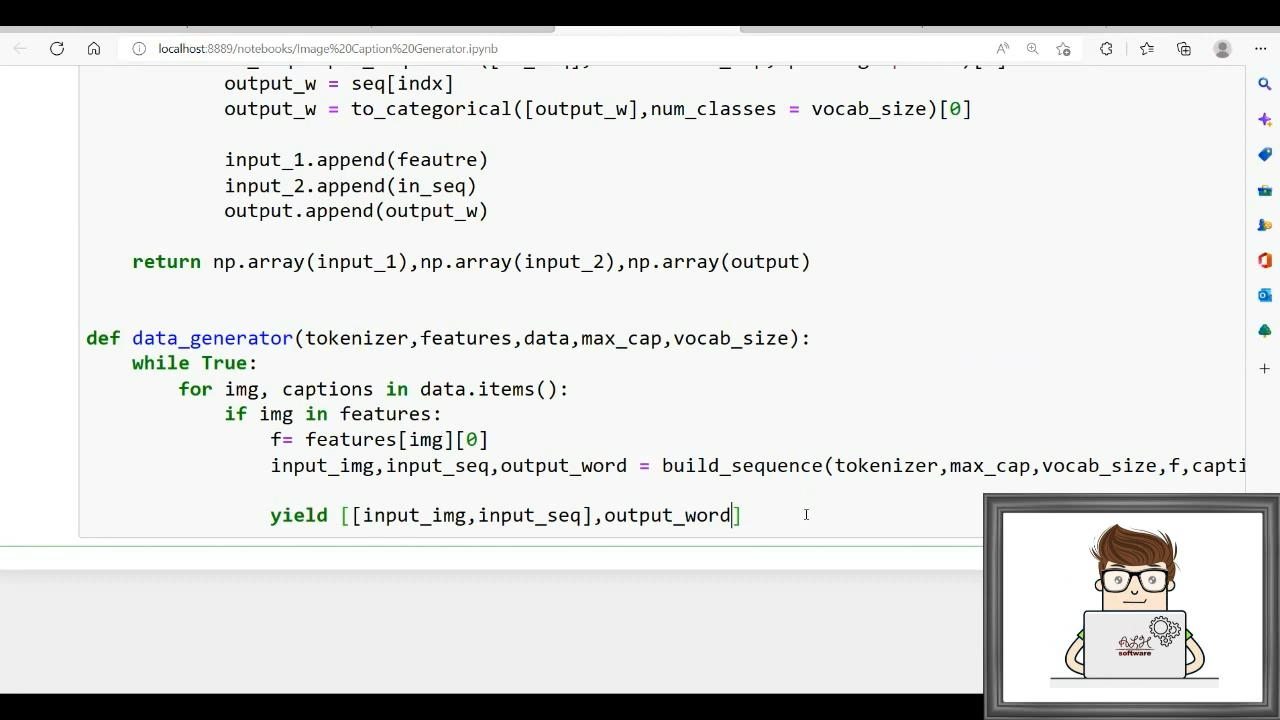 localhost:8889/notebooks/Image%20Caption%20Generator.ipynb
output_w = seq[indx]
output_w = to_categorical([output_w],num_classes = vocab_size)[0]
input_1.append(feautre)
input_2.append(in_seq)
output.append(output_w)
return np.array(input_1),np.array(input_2),np.array(output)
def data_generator(tokenizer,features,data,max_cap,vocab_size):
while True:
for img, captions in data.items():
if img in features:
f= features[img][0]
input_img,input_seq,output_word = build_sequence(tokenizer,max_cap,vocab_size,f,capti
yield [[input_img,input_seq],output_word]
software